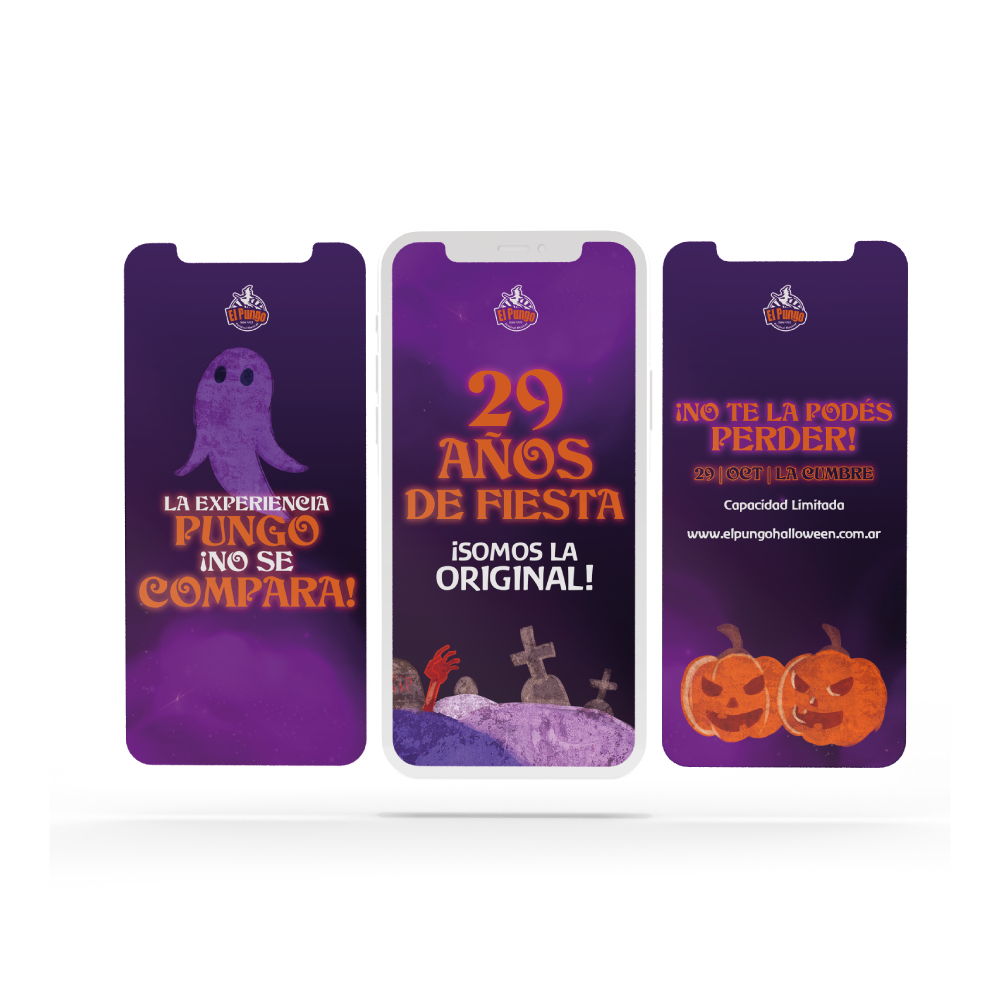 El Pungo
LA EXPERIENCIA
PUNGO
¡NO SE
COMPARA!
El Pungo
29
AÑOS
DE FIESTA
¡SOMOS LA
ORIGINAL!
El Pungo
¡NO TE LA PODÉS
PERDER!
29 | OCT | LA CUMBRE
Capacidad Limitada
www.elpungohalloween.com.ar